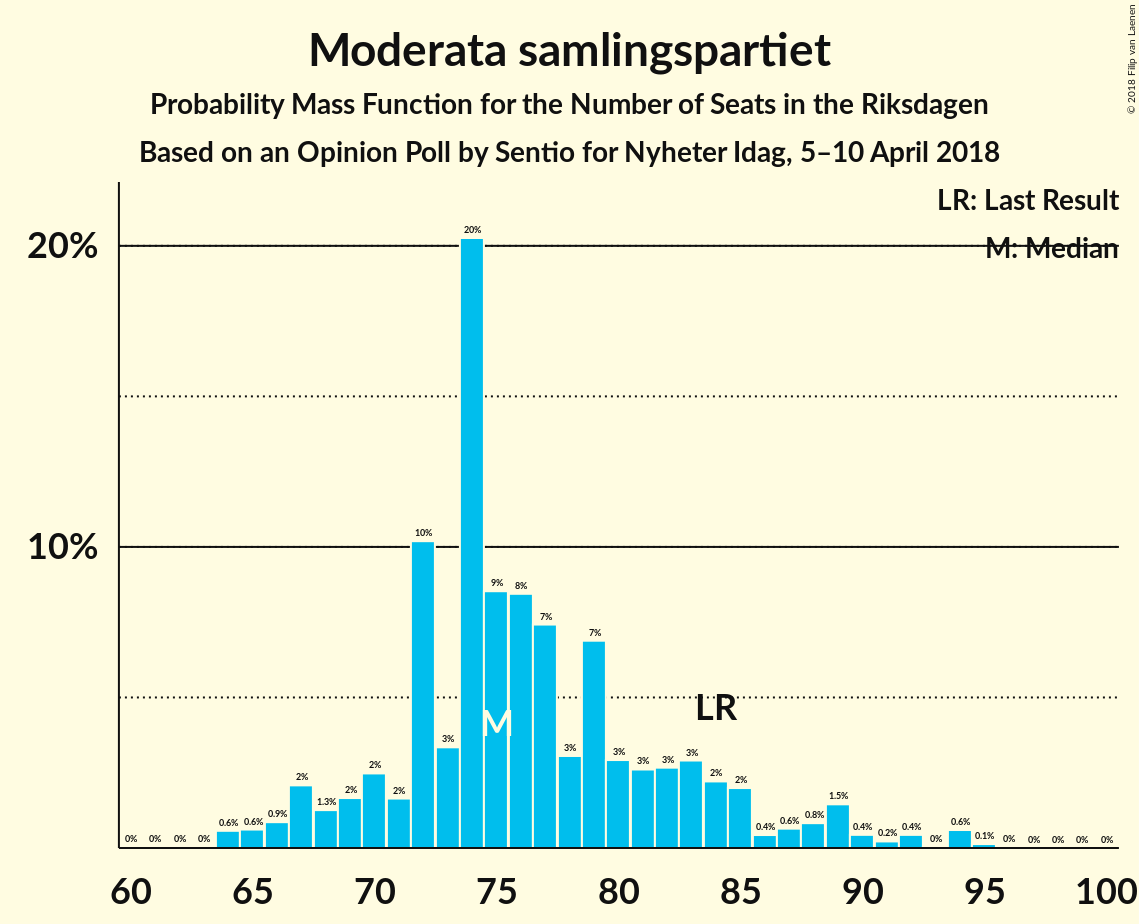 Moderata samlingspartiet
Probability Mass Function for the Number of Seats in the Riksdagen
Based on an Opinion Poll by Sentio for Nyheter Idag, 5–10 April 2018
© 2018 Filip van Laenen
LR: Last Result
M: Median
20%
10%
0% 0% 0% 0% 0.6% 0.6% 0.9% 2% 1.3% 2% 2% 2% 10% 3% 20% 9% 8% 7% 3% 7% 3% 3% 3% 3% 2% 2% 0.4% 0.6% 0.8% 1.5% 0.4% 0.2% 0.4% 0% 0.6% 0.1% 0% 0% 0% 0% 0%
M
LR
60 65 70 75 80 85 90 95 100